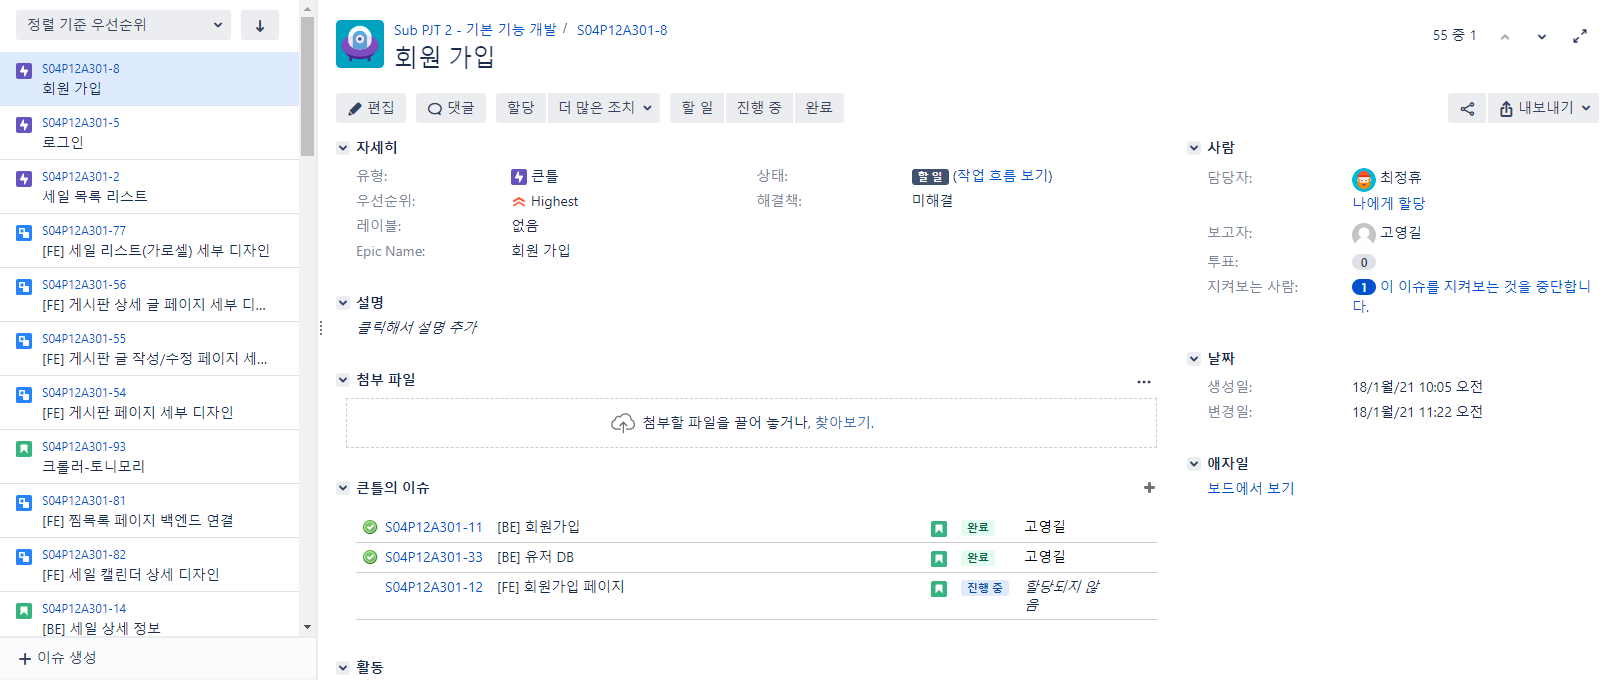 정렬 기준 우선순위
S04P12A301-8
회원 가입
S04P12A301-5
로그인
S04P12A301-2
세일 목록 리스트
S04P12A301-77
[FE] 세일 리스트(가로셀) 세부 디자인
S04P12A301-56
[FE] 게시판 상세 글 페이지 세부 디...
S04P12A301-55
[FE] 게시판 글 작성/수정 페이지 세...
S04P12A301-54
[FE] 게시판 페이지 세부 디자인
S04P12A301-93
크롤러-토니모리
S04P12A301-81
[FE] 찜목록 페이지 백엔드 연결
S04P12A301-82
[FE] 세일 캘린더 상세 디자인
S04P12A301-14
[BE] 세일 상세 정보
이슈 생성
Sub PJT 2 - 기본 기능 개발 / S04P12A301-8
회원 가입
55 중 1
편집 댓글 할당 더 많은 조치 할 일 진행 중 완료
내보내기
자세히
유형: 큰틀
상태: 할 일 (작업 흐름 보기)
우선순위: Highest
해결책: 미해결
레이블: 없음
Epic Name: 회원 가입
설명
클릭해서 설명 추가
첨부 파일
첨부할 파일을 끌어 놓거나, 찾아보기.
큰틀의 이슈
S04P12A301-11 [BE] 회원가입 완료 고영길
S04P12A301-33 [BE] 유저 DB 완료 고영길
S04P12A301-12 [FE] 회원가입 페이지 진행 중 할당되지 않
음
활동
사람
담당자: 최정휴
나에게 할당
보고자: 고영길
투표: 0
지켜보는 사람: 1 이 이슈를 지켜보는 것을 중단합니
다.
날짜
생성일: 18/1월/21 10:05 오전
변경일: 18/1월/21 11:22 오전
애자일
보드에서 보기